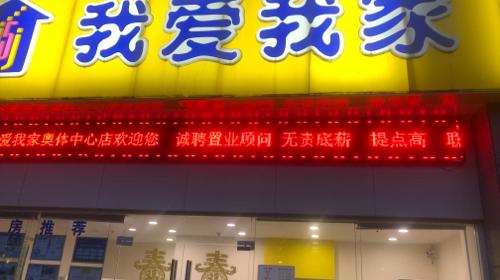 我爱我家
爱我家奥体中心店欢迎您 诚聘置业顾问 无责底薪 提点高 联
房推荐